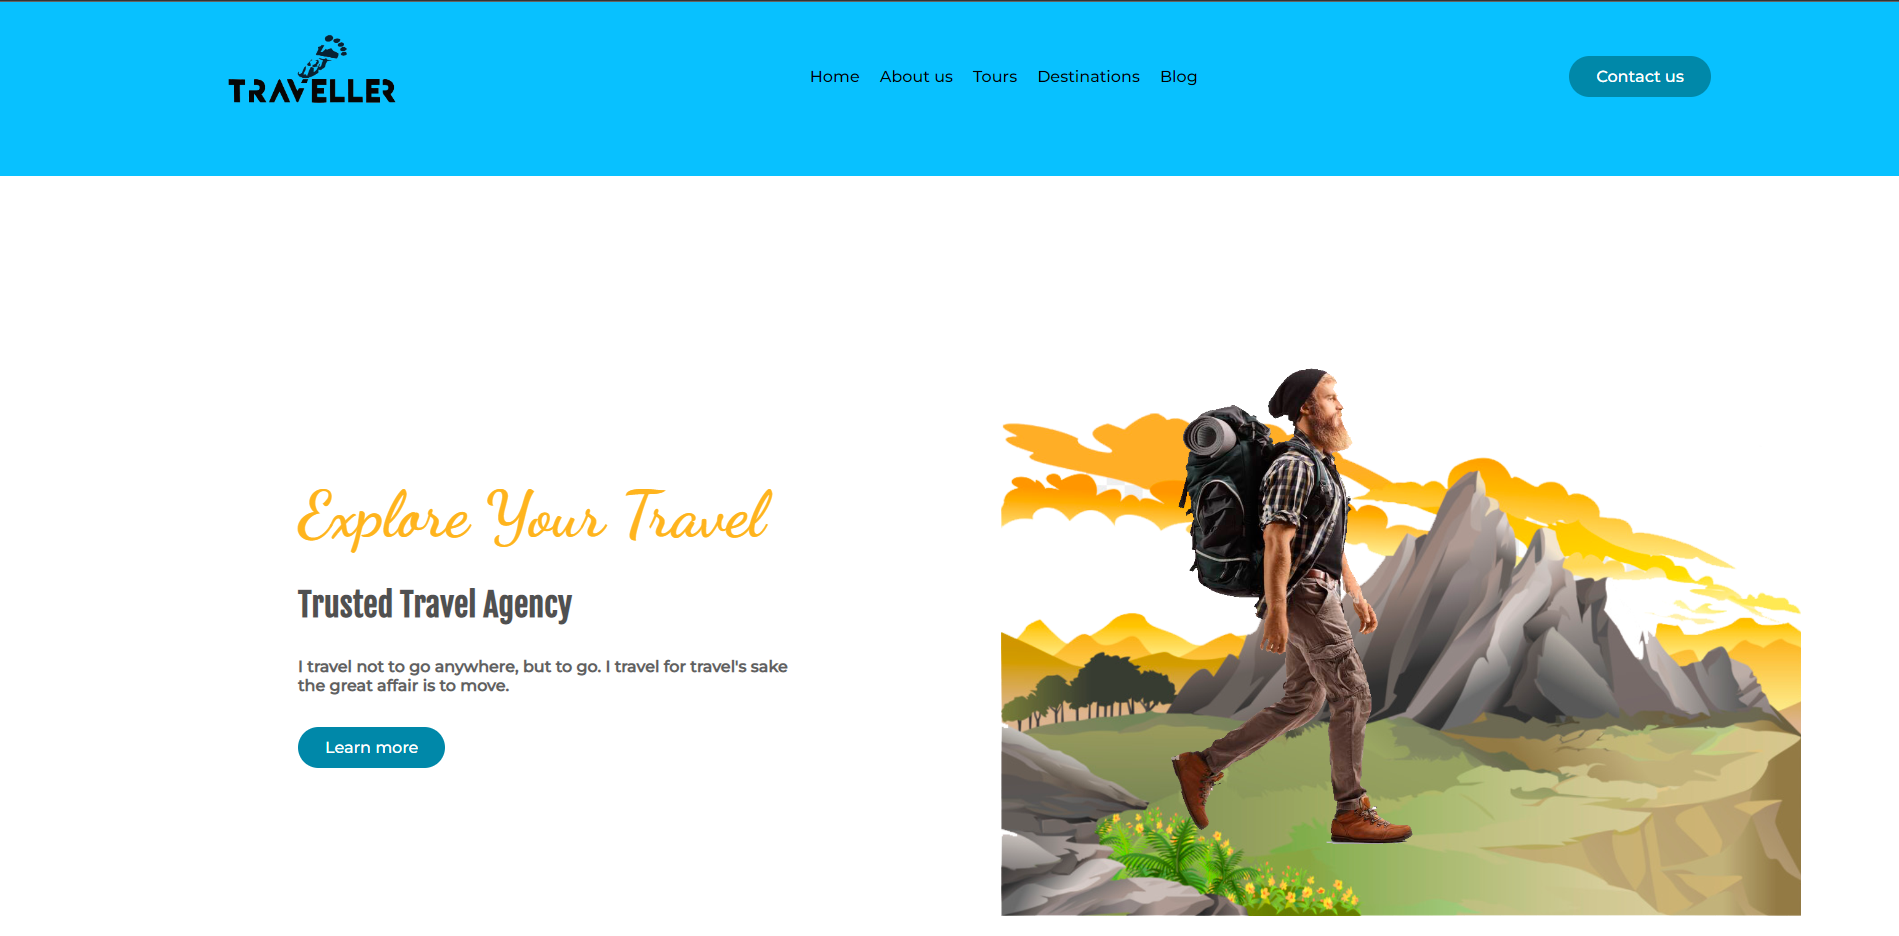 TRAVELLER
Home About us Tours Destinations Blog
Contact us
Explore Your Travel
Trusted Travel Agency
I travel not to go anywhere, but to go. I travel for travel's sake
the great affair is to move.
Learn more